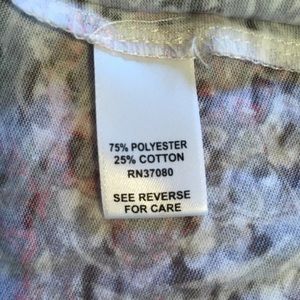 75% POLYESTER
25% COTTON
RN37080
SEE REVERSE
FOR CARE